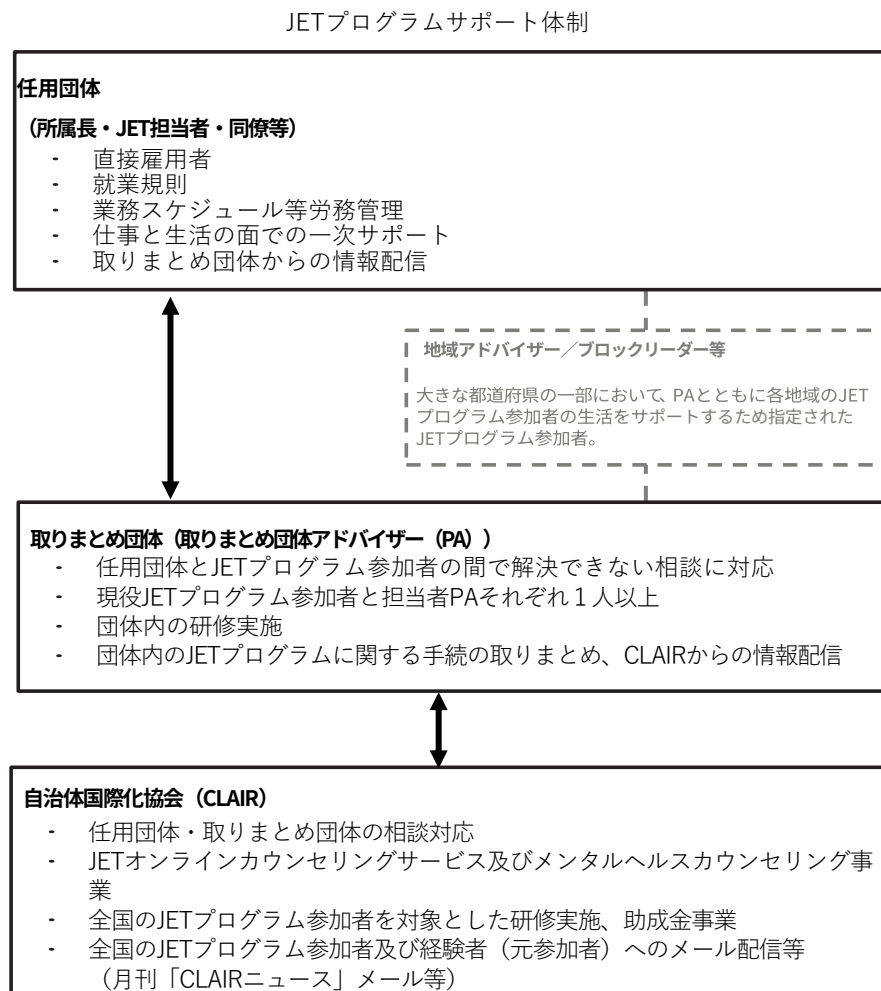 JETプログラムサポート体制
任用団体
（所属長・JET担当者・同僚等）
- 直接雇用者
- 就業規則
- 業務スケジュール等労務管理
- 仕事と生活の面での一次サポート
- 取りまとめ団体からの情報配信
地域アドバイザー／ブロックリーダー等
大きな都道府県の一部において、PAとともに各地域のJET
プログラム参加者の生活をサポートするため指定された
JETプログラム参加者。
取りまとめ団体（取りまとめ団体アドバイザー（PA））
- 任用団体とJETプログラム参加者の間で解決できない相談に対応
- 現役JETプログラム参加者と担当者PAそれぞれ１人以上
- 団体内の研修実施
- 団体内のJETプログラムに関する手続の取りまとめ、CLAIRからの情報配信
自治体国際化協会（CLAIR）
- 任用団体・取りまとめ団体の相談対応
- JETオンラインカウンセリングサービス及びメンタルヘルスカウンセリング事
業
- 全国のJETプログラム参加者を対象とした研修実施、助成金事業
- 全国のJETプログラム参加者及び経験者（元参加者）へのメール配信等
（月刊「CLAIRニュース」メール等）